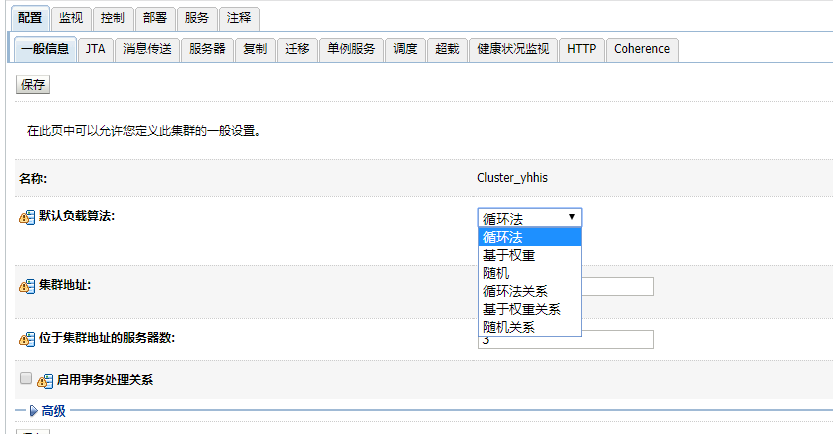 配置 监视 控制 部署 服务 注释
一般信息 JTA 消息传送 服务器 复制 迁移 单例服务 调度 超载 健康状况监视 HTTP Coherence
保存
在此页中可以允许您定义此集群的一般设置。
名称: Cluster_yhhis
默认负载算法: 循环法
循环法
基于权重
随机
循环法关系
基于权重关系
随机关系
集群地址:
位于集群地址的服务器数: 3
启用事务处理关系
高级